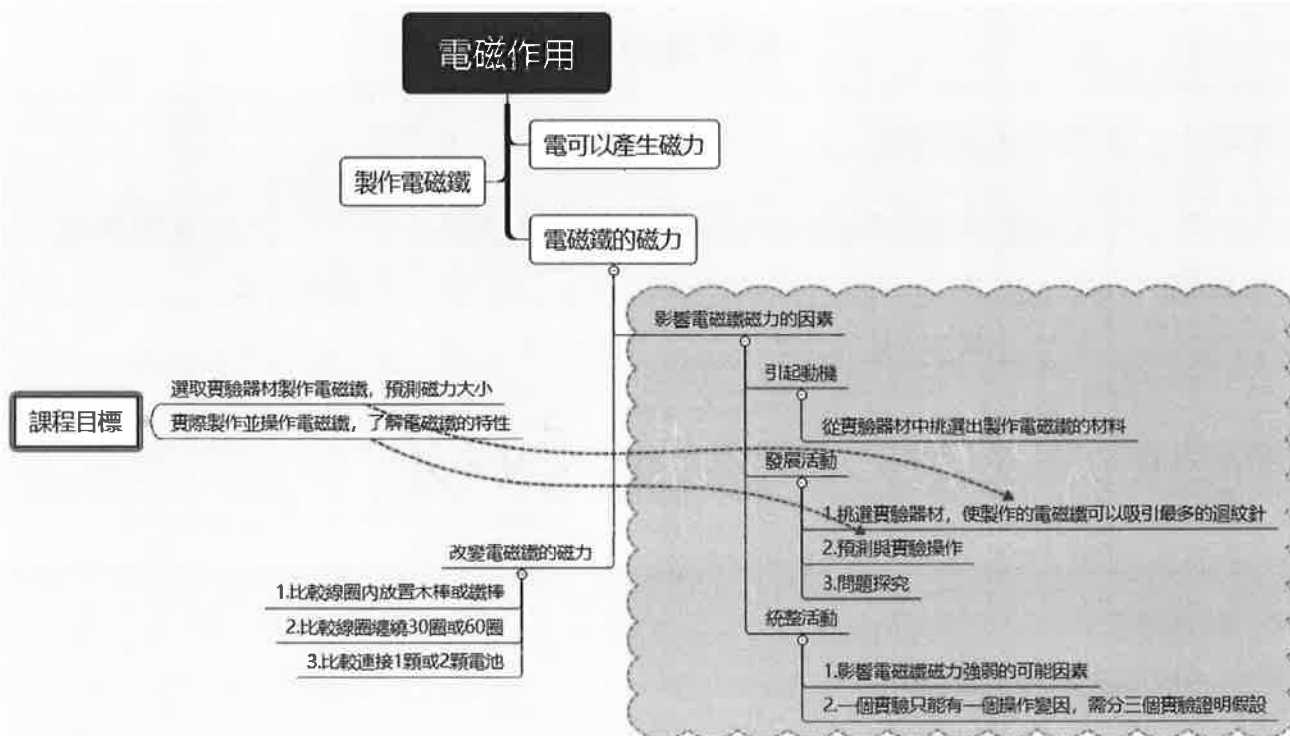 電磁作用
電可以產生磁力
製作電磁鐵
電磁鐵的磁力
影響電磁鐵磁力的因素
引起動機
從實驗器材中挑選出製作電磁鐵的材料
發展活動
1.挑選實驗器材，使製作的電磁鐵可以吸引最多的迴紋針
2.預測與實驗操作
3.問題探究
統整活動
1.影響電磁鐵磁力強弱的可能因素
2.一個實驗只能有一個操作變因，需分三個實驗證明假設
課程目標
選取實驗器材製作電磁鐵，預測磁力大小
實際製作並操作電磁鐵，了解電磁鐵的特性
改變電磁鐵的磁力
1.比較線圈內放置木棒或鐵棒
2.比較線圈纏繞30圈或60圈
3.比較連接1顆或2顆電池